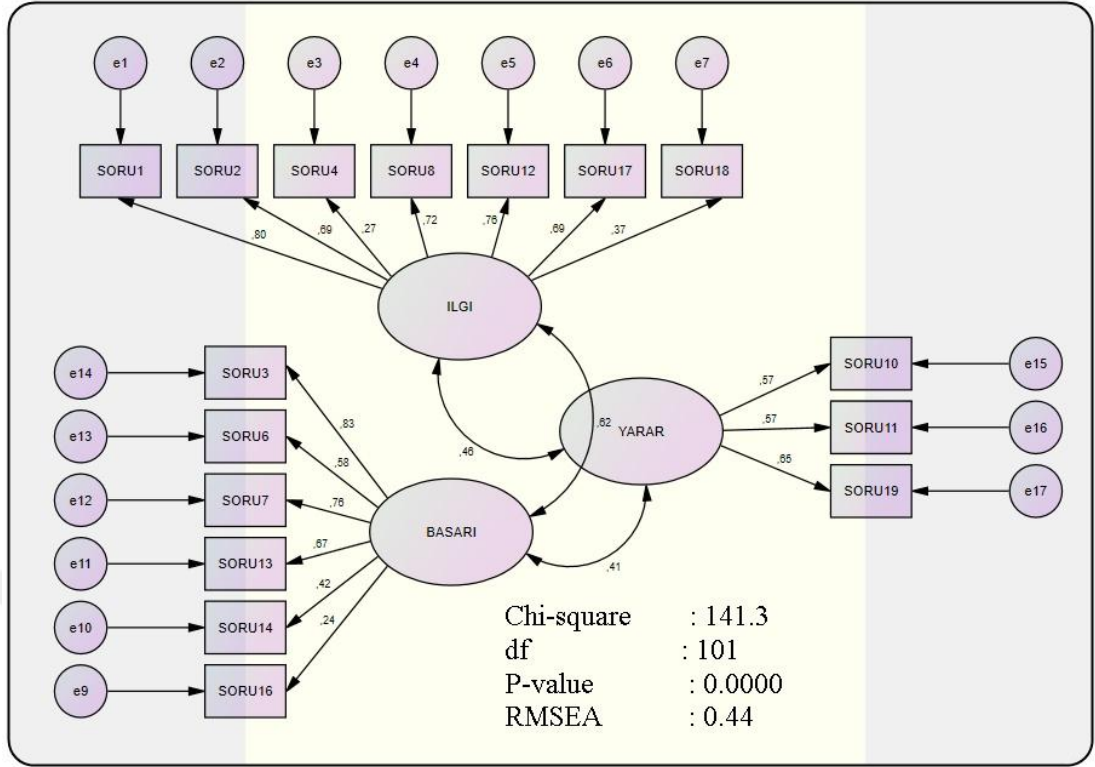 e1 e2 e3 e4 e5 e6 e7
SORU1 SORU2 SORU4 SORU8 SORU12 SORU17 SORU18
,80 ,69 ,27 ,72 ,76 ,69 ,37
ILGI
e14 SORU3
e13 SORU6
e12 SORU7
e11 SORU13
e10 SORU14
e9 SORU16
,83
,58
,76
,67
,42
,24
BASARI
,46
,62
YARAR
,41
,57
,57
,65
SORU10 e15
SORU11 e16
SORU19 e17
Chi-square : 141.3
df : 101
P-value : 0.0000
RMSEA : 0.44